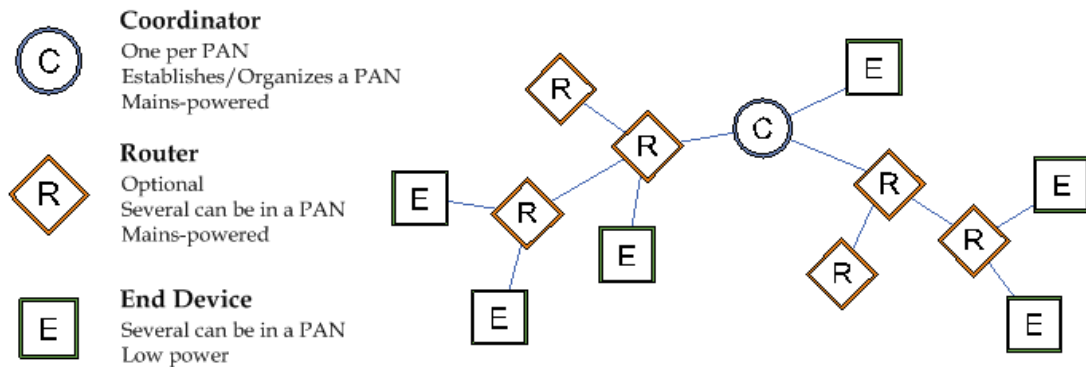 C
Coordinator
One per PAN
Establishes/Organizes a PAN
Mains-powered
R
Router
Optional
Several can be in a PAN
Mains-powered
E
End Device
Several can be in a PAN
Low power
E
R
C
R
R
E
E
R
R
E
R
E
E